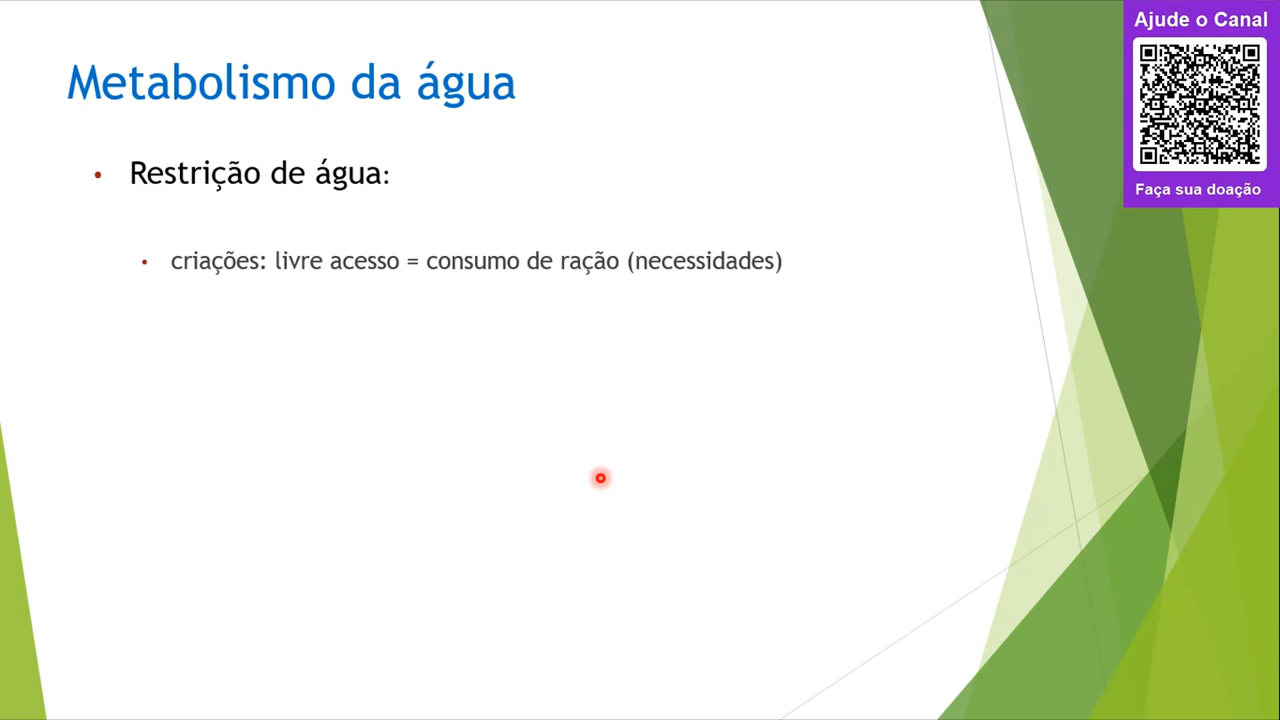 Metabolismo da água
• Restrição de água:
• criações: livre acesso = consumo de ração (necessidades)
Ajude o Canal
Faça sua doação